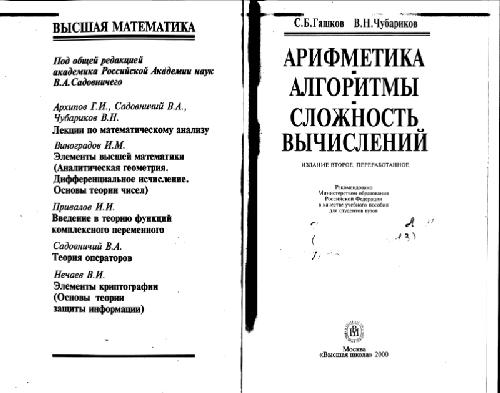 ВЫСШАЯ МАТЕМАТИКА
Под общей редакцией
академика Российской Академии наук
В.А.Садовничего
Архипов Г.И., Садовничий В.А.,
Чубариков В.Н.
Лекции по математическому анализу
Виноградов И.М.
Элементы высшей математики
(Аналитическая геометрия.
Дифференциальное исчисление.
Основы теории чисел)
Привалов И.И.
Введение в теорию функций
комплексного переменного
Садовничий В.А.
Теория операторов
Нечаев В.И.
Элементы криптографии
(Основы теории
защиты информации)
С.Б.Гашков В.Н.Чубариков
АРИФМЕТИКА
АЛГОРИТМЫ
СЛОЖНОСТЬ
ВЫЧИСЛЕНИЙ
ИЗДАНИЕ ВТОРОЕ, ПЕРЕРАБОТАННОЕ
Рекомендовано
Министерством образования
Российской Федерации
в качестве учебного пособия
для студентов вузов
Москва
«Высшая школа» 2000